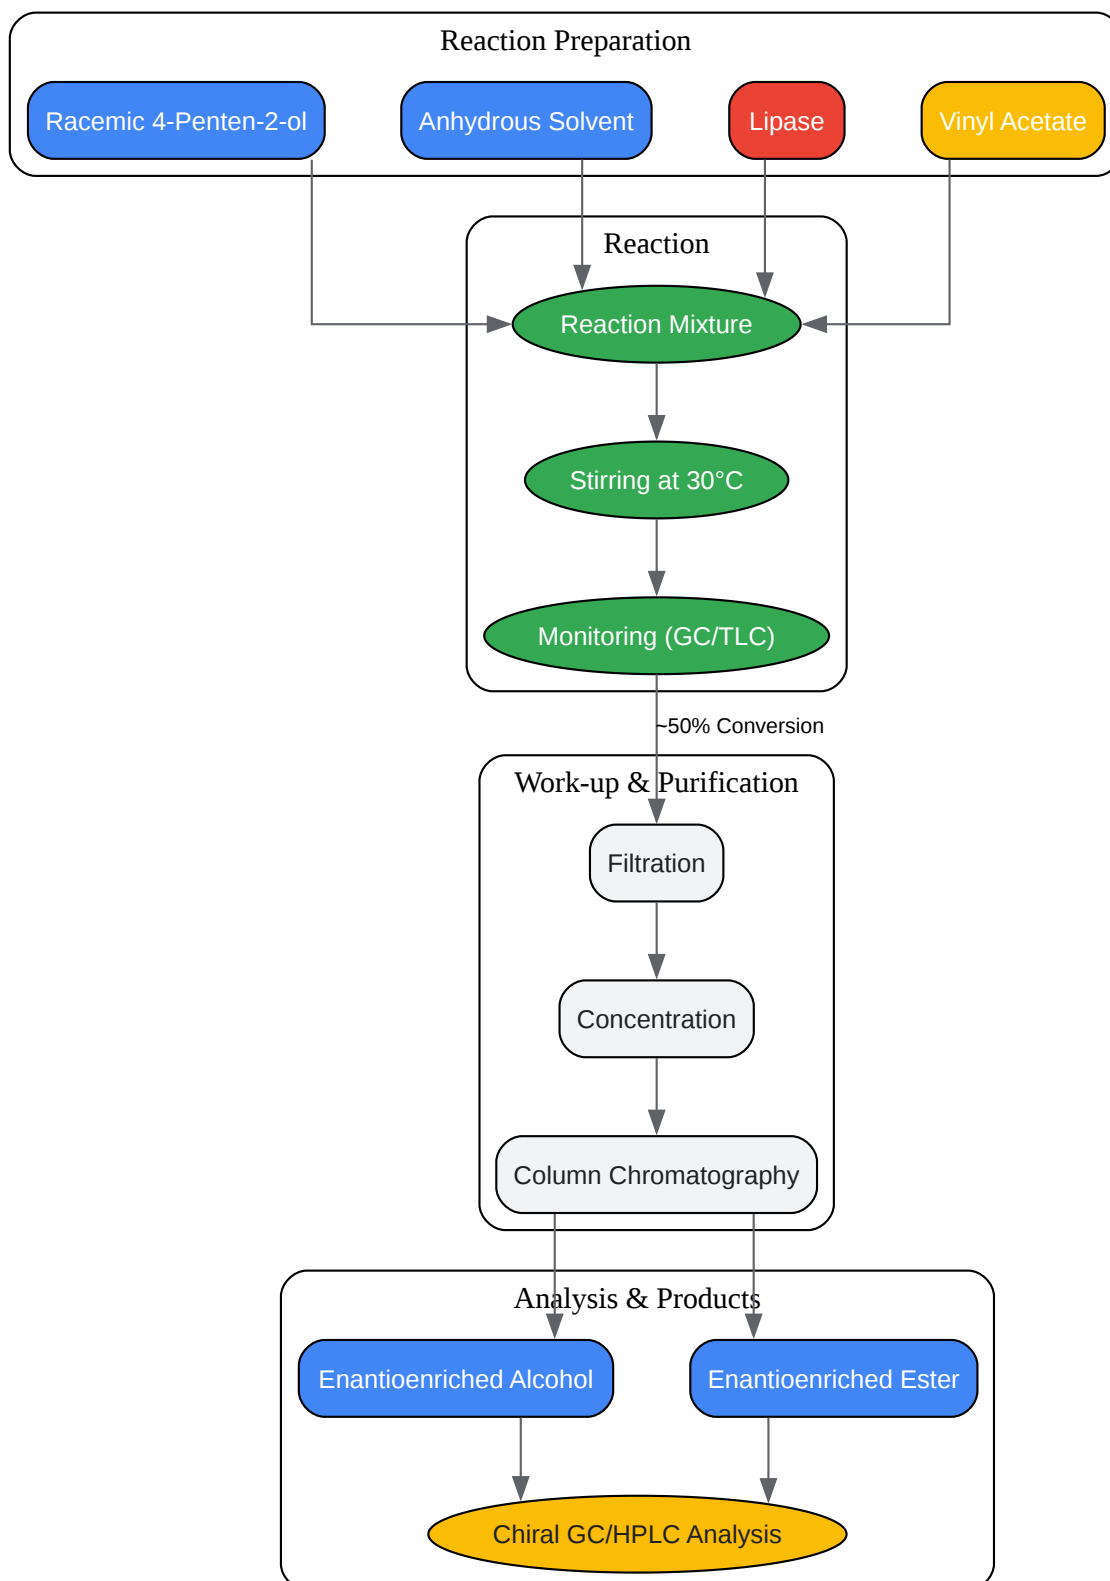 Reaction Preparation
Racemic 4-Penten-2-ol
Anhydrous Solvent
Lipase
Vinyl Acetate
Reaction
Reaction Mixture
Stirring at 30°C
Monitoring (GC/TLC)
~50% Conversion
Work-up & Purification
Filtration
Concentration
Column Chromatography
Analysis & Products
Enantioenriched Alcohol
Enantioenriched Ester
Chiral GC/HPLC Analysis